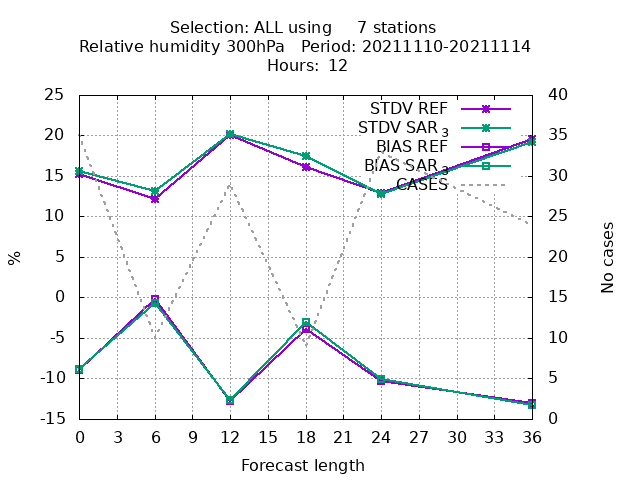 Selection: ALL using 7 stations
Relative humidity 300hPa Period: 20211110-20211114
Hours: 12
STDV REF
STDV SAR 3
BIAS REF
BIAS SAR 3
CASES
25
20
15
10
5
0
-5
-10
-15
%
40
35
30
25
20
15
10
5
0
No cases
0 3 6 9 12 15 18 21 24 27 30 33 36
Forecast length